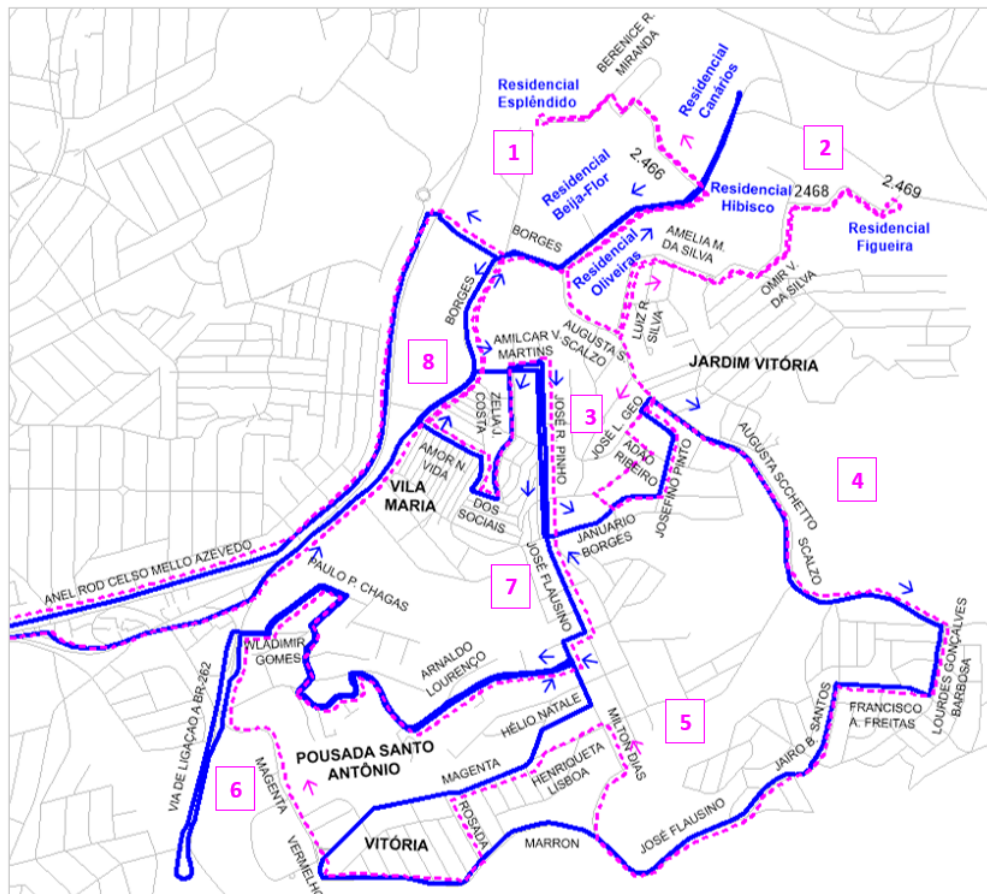 BERENICE R.
MIRANDA
Residencial
Esplêndido
Residencial
Canários
1
2
2.466
Residencial
Beija-Flor
Residencial
Hibisco
2468
2.469
Residencial
Figueira
BORGES
Residencial
Oliveiras
AMELIA M.
DA SILVA
OMIR V.
DA SILVA
BORGES
LUIZ R.
SILVA
AUGUSTA S.
SCALZO
AMILCAR V.
MARTINS
8
JARDIM VITÓRIA
ZELIA J.
COSTA
JOSÉ R. PINHO
3
JOSÉ L. GEO
ADÃO
RIBEIRO
JOSEFINO PINTO
AUGUSTA SCCHETTO
SCALZO
4
AMOR N.
VIDA
VILA
MARIA
DOS
SOCIAIS
JANUARIO
BORGES
ANEL ROD CELSO MELLO AZEVEDO
PAULO P. CHAGAS
7
JOSÉ FLAUSINO
WLADIMIR
GOMES
ARNALDO
LOURENÇO
LOURDES GONÇALVES
BARBOSA
VIA DE LIGAÇAO A BR-262
HÉLIO NATALE
MILTON DIAS
5
JAIRO B. SANTOS
FRANCISCO
A. FREITAS
POUSADA SANTO
ANTÔNIO
6
MAGENTA
MAGENTA
HENRIQUETA
LISBOA
ROSADA
VITÓRIA
MARRON
JOSÉ FLAUSINO
VERMELHO